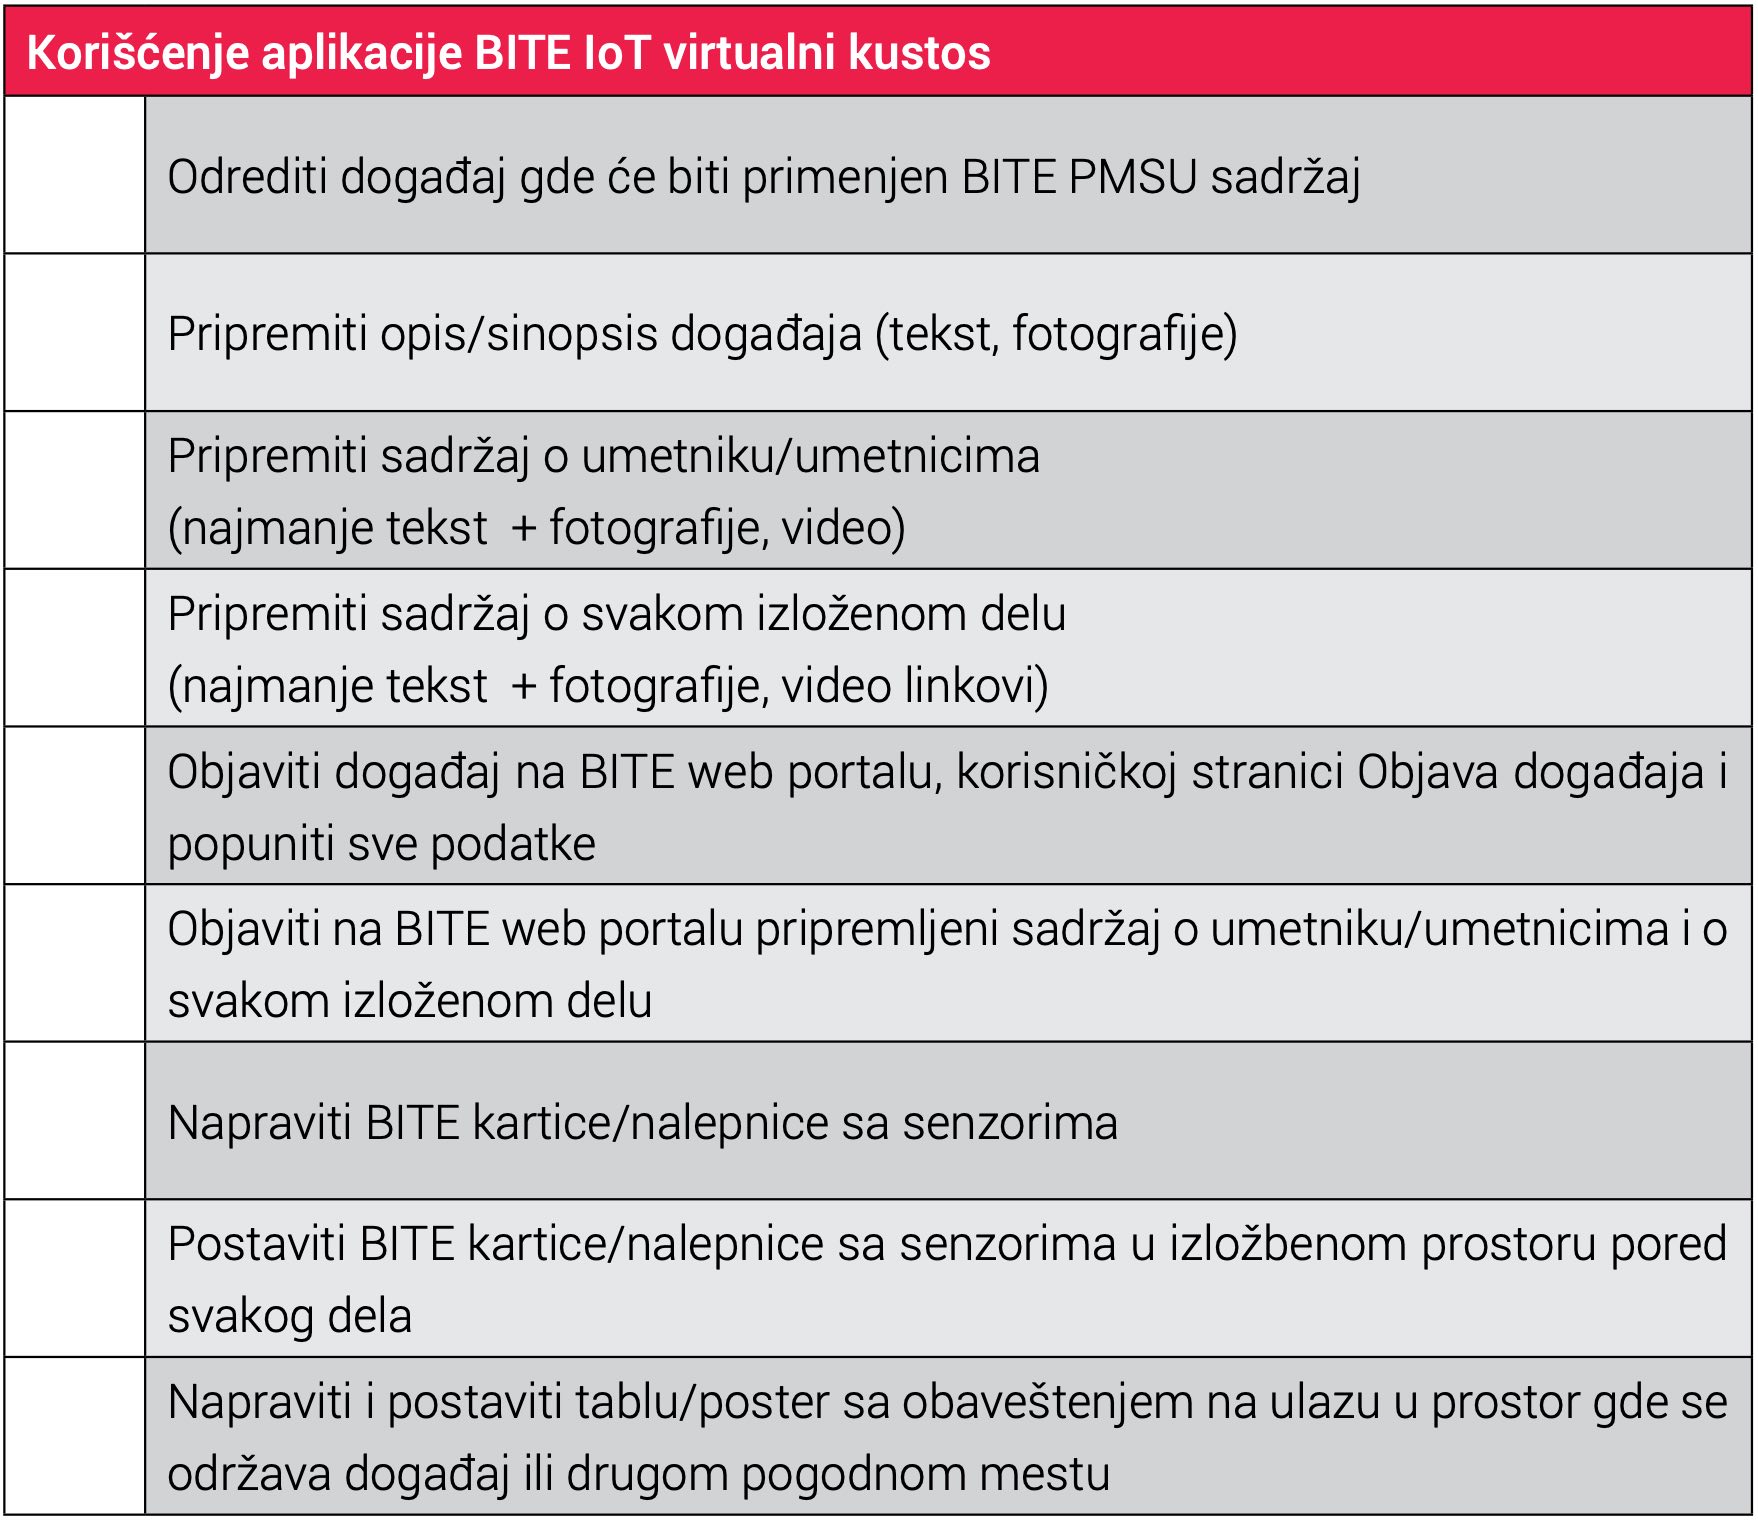 Korišćenje aplikacije BITE IoT virtualni kustos
Odrediti događaj gde će biti primenjen BITE PMSU sadržaj
Pripremiti opis/sinopsis događaja (tekst, fotografije)
Pripremiti sadržaj o umetniku/umetnicima
(najmanje tekst  + fotografije, video)
Pripremiti sadržaj o svakom izloženom delu
(najmanje tekst  + fotografije, video linkovi)
Objaviti događaj na BITE web portalu, korisničkoj stranici Objava događaja i
popuniti sve podatke
Objaviti na BITE web portalu pripremljeni sadržaj o umetniku/umetnicima i o
svakom izloženom delu
Napraviti BITE kartice/nalepnice sa senzorima
Postaviti BITE kartice/nalepnice sa senzorima u izložbenom prostoru pored
svakog dela
Napraviti i postaviti tablu/poster sa obaveštenjem na ulazu u prostor gde se
održava događaj ili drugom pogodnom mestu